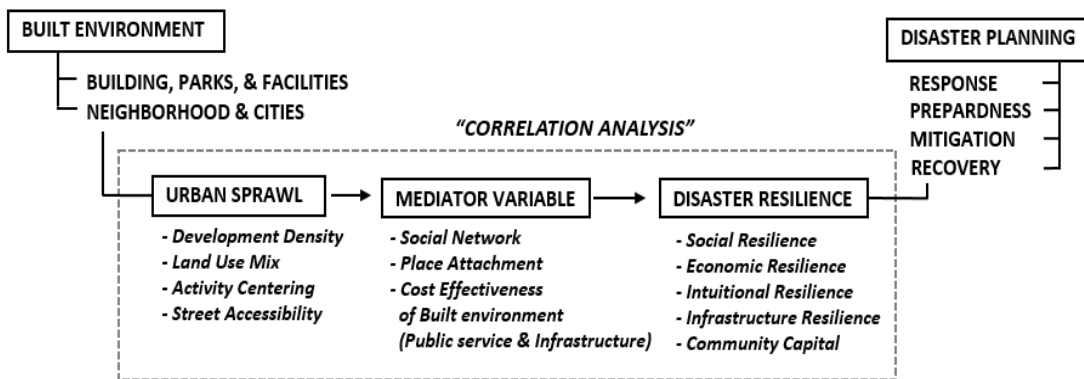 BUILT ENVIRONMENT
BUILDING, PARKS, & FACILITIES
NEIGHBORHOOD & CITIES
DISASTER PLANNING
RESPONSE
PREPARDNESS
MITIGATION
RECOVERY
"CORRELATION ANALYSIS"
URBAN SPRAWL
- Development Density
- Land Use Mix
- Activity Centering
- Street Accessibility
MEDIATOR VARIABLE
- Social Network
- Place Attachment
- Cost Effectiveness
of Built environment
(Public service & Infrastructure)
DISASTER RESILIENCE
- Social Resilience
- Economic Resilience
- Intuitional Resilience
- Infrastructure Resilience
- Community Capital